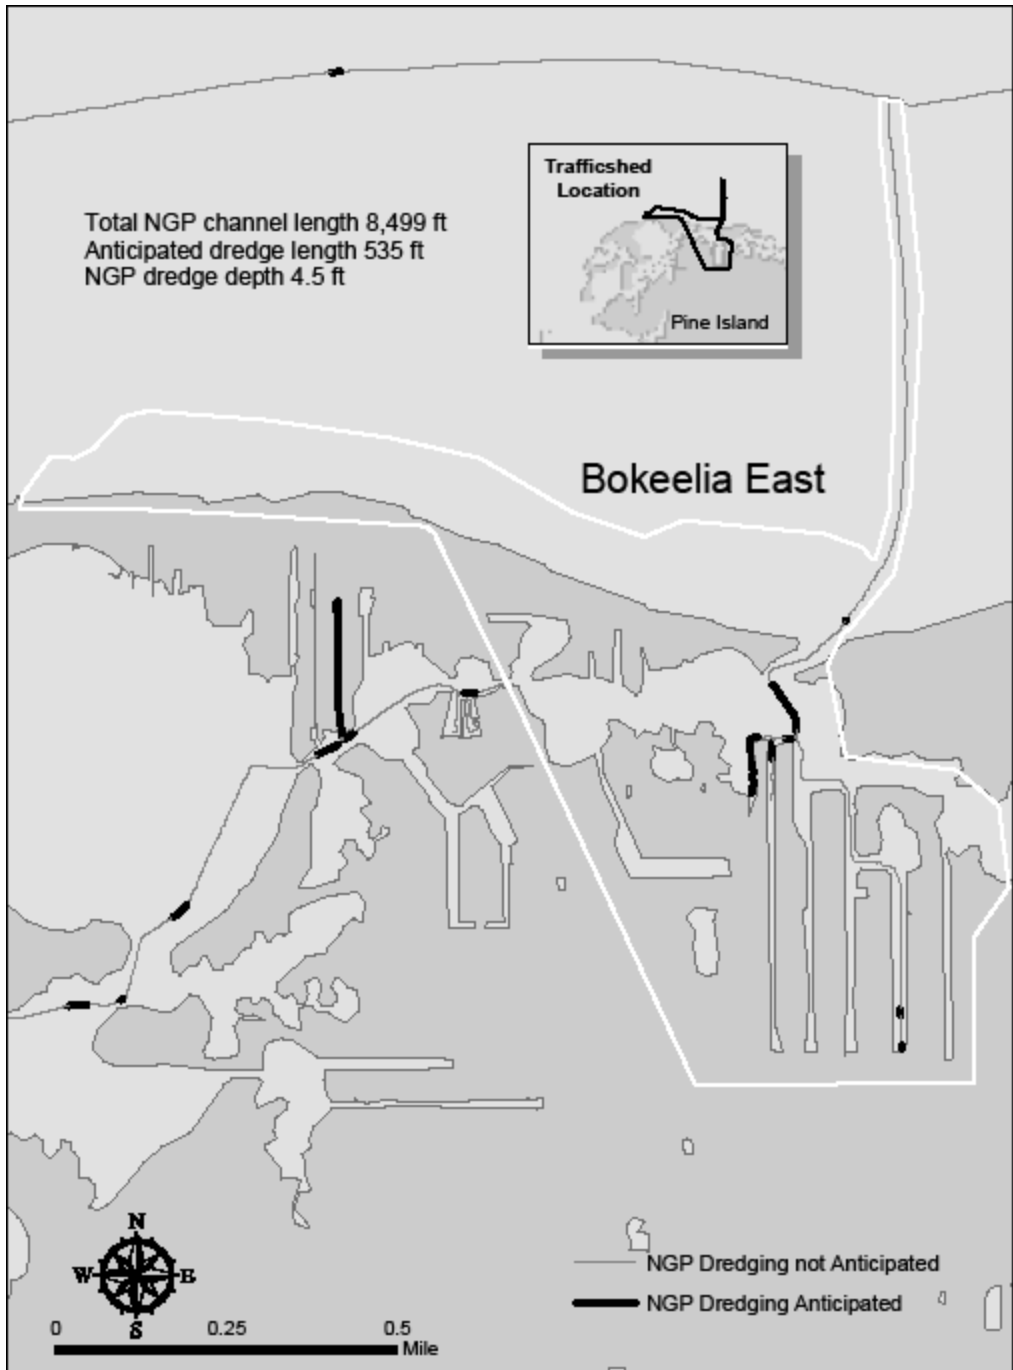 Trafficshed
Location
Total NGP channel length 8,499 ft
Anticipated dredge length 535 ft
NGP dredge depth 4.5 ft
Pine Island
Bokeelia East
N
W
E
S
NGP Dredging not Anticipated
NGP Dredging Anticipated
0
0.25
0.5
Mile